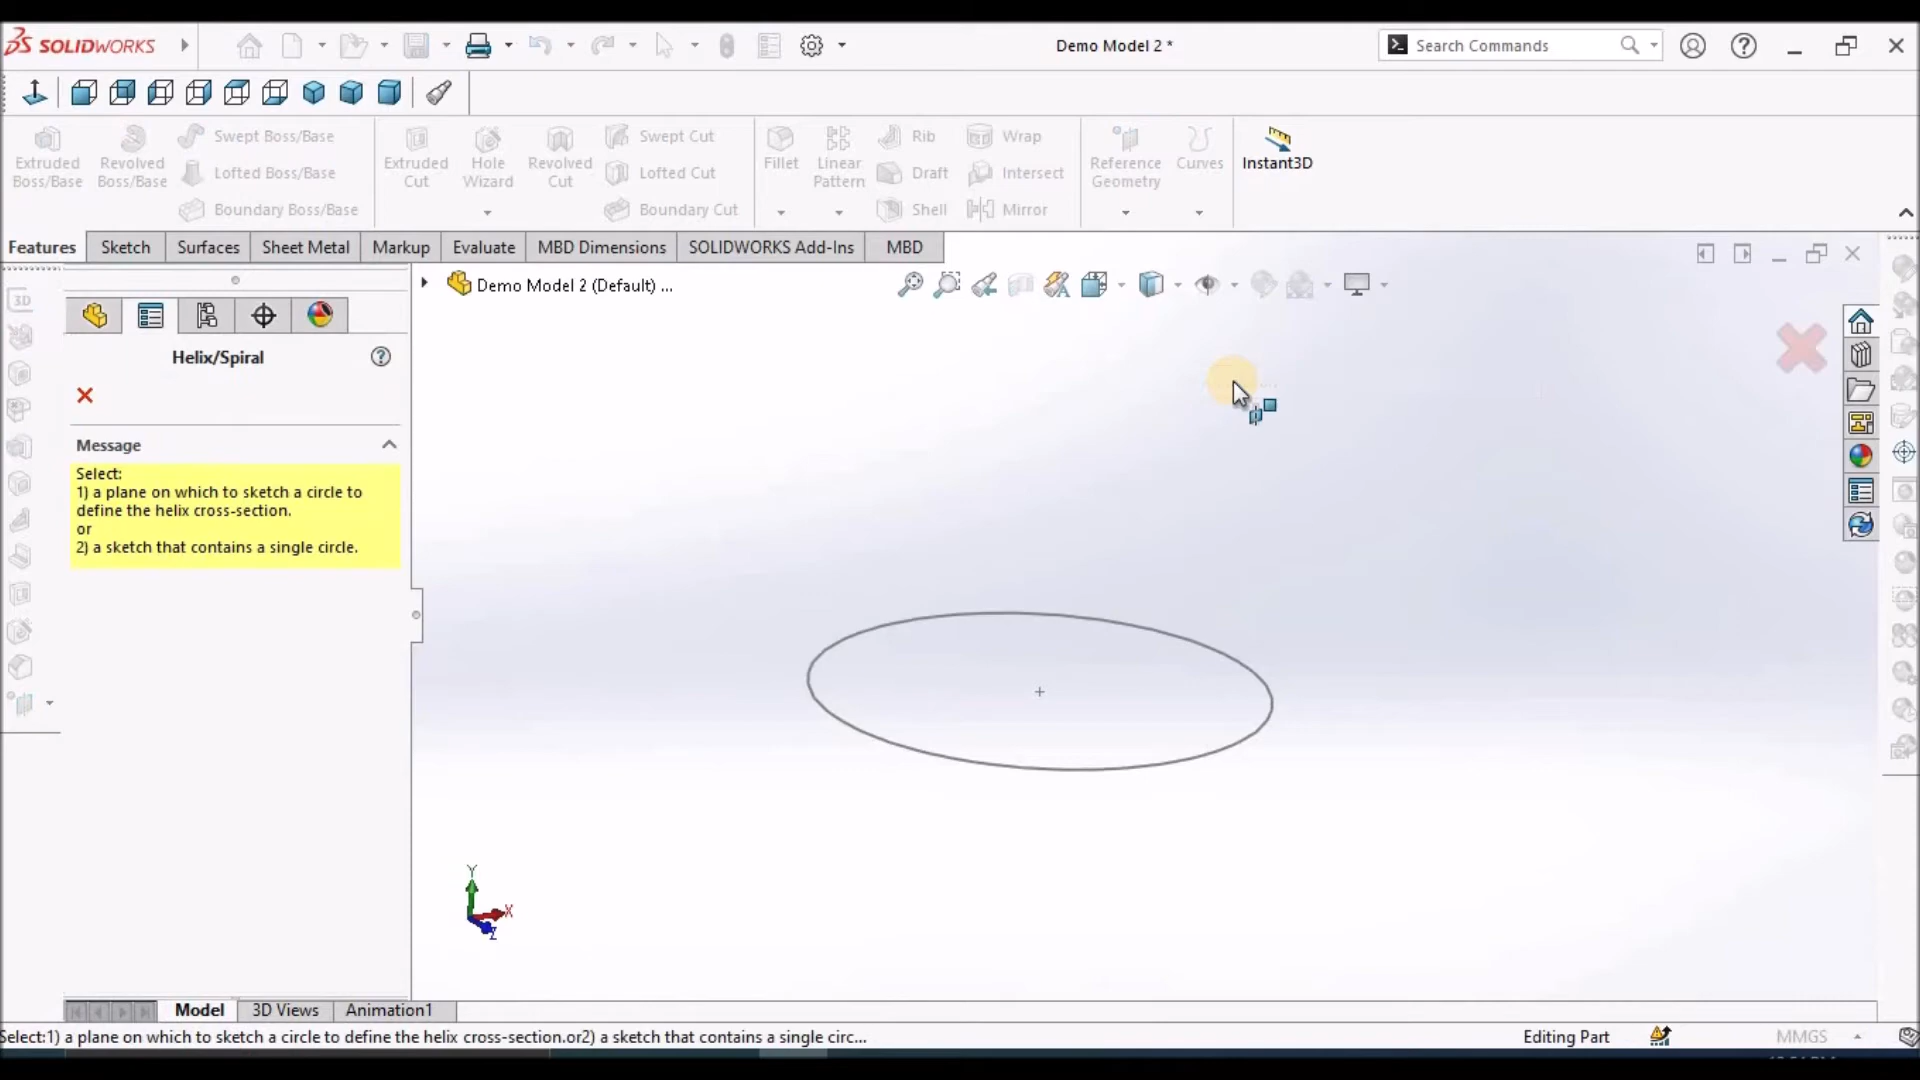 SOLIDWORKS
Demo Model 2 *
Search Commands
Extruded Boss/Base
Revolved Boss/Base
Swept Boss/Base
Lofted Boss/Base
Boundary Boss/Base
Extruded Cut
Hole Wizard
Revolved Cut
Swept Cut
Lofted Cut
Boundary Cut
Fillet
Linear Pattern
Rib
Draft
Shell
Wrap
Intersect
Mirror
Reference Geometry
Curves
Instant3D
Features
Sketch
Surfaces
Sheet Metal
Markup
Evaluate
MBD Dimensions
SOLIDWORKS Add-Ins
MBD
3D
Demo Model 2 (Default) ...
Helix/Spiral
Message
Select:
1) a plane on which to sketch a circle to
define the helix cross-section.
or
2) a sketch that contains a single circle.
Y
X
Z
Model
3D Views
Animation1
Select:1) a plane on which to sketch a circle to define the helix cross-section.or2) a sketch that contains a single circ...
Editing Part
MMGS